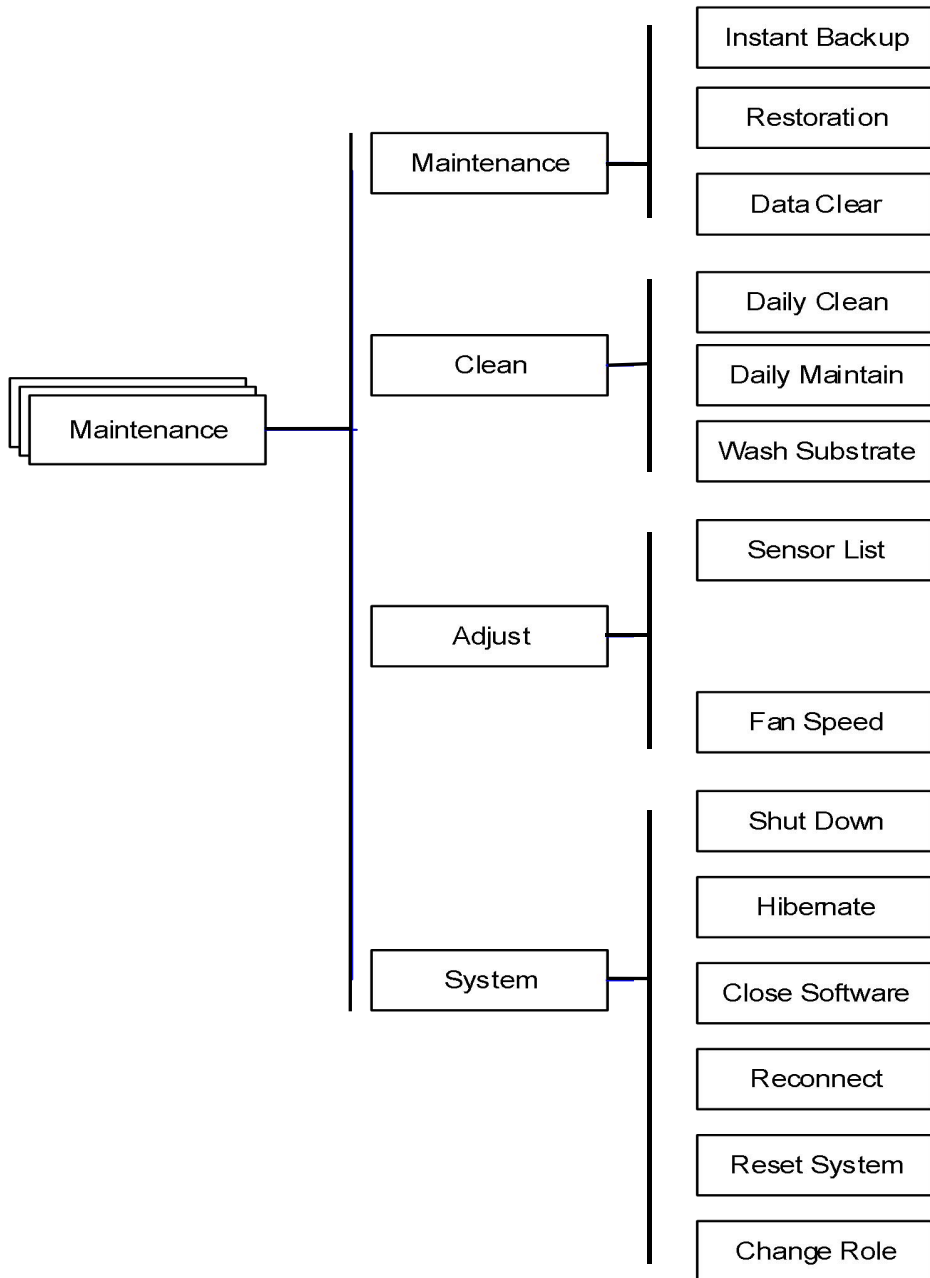 Maintenance
Maintenance
Instant Backup
Restoration
Data Clear
Clean
Daily Clean
Daily Maintain
Wash Substrate
Adjust
Sensor List
Fan Speed
System
Shut Down
Hibernate
Close Software
Reconnect
Reset System
Change Role